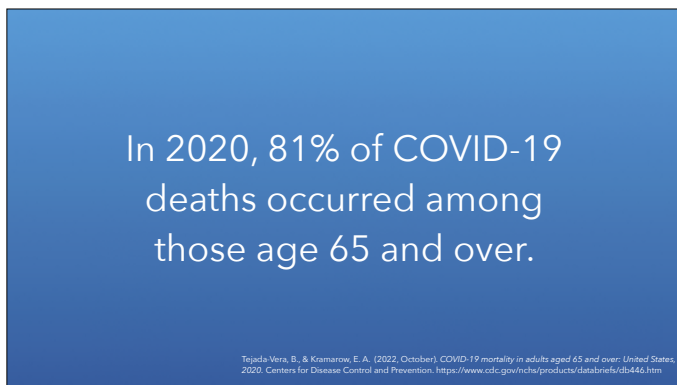 In 2020, 81% of COVID-19
deaths occurred among
those age 65 and over.
Tejada-Vera, B., & Kramarow, E. A. (2022, October). COVID-19 mortality in adults aged 65 and over: United States,
2020. Centers for Disease Control and Prevention. https://www.cdc.gov/nchs/products/databriefs/db446.htm